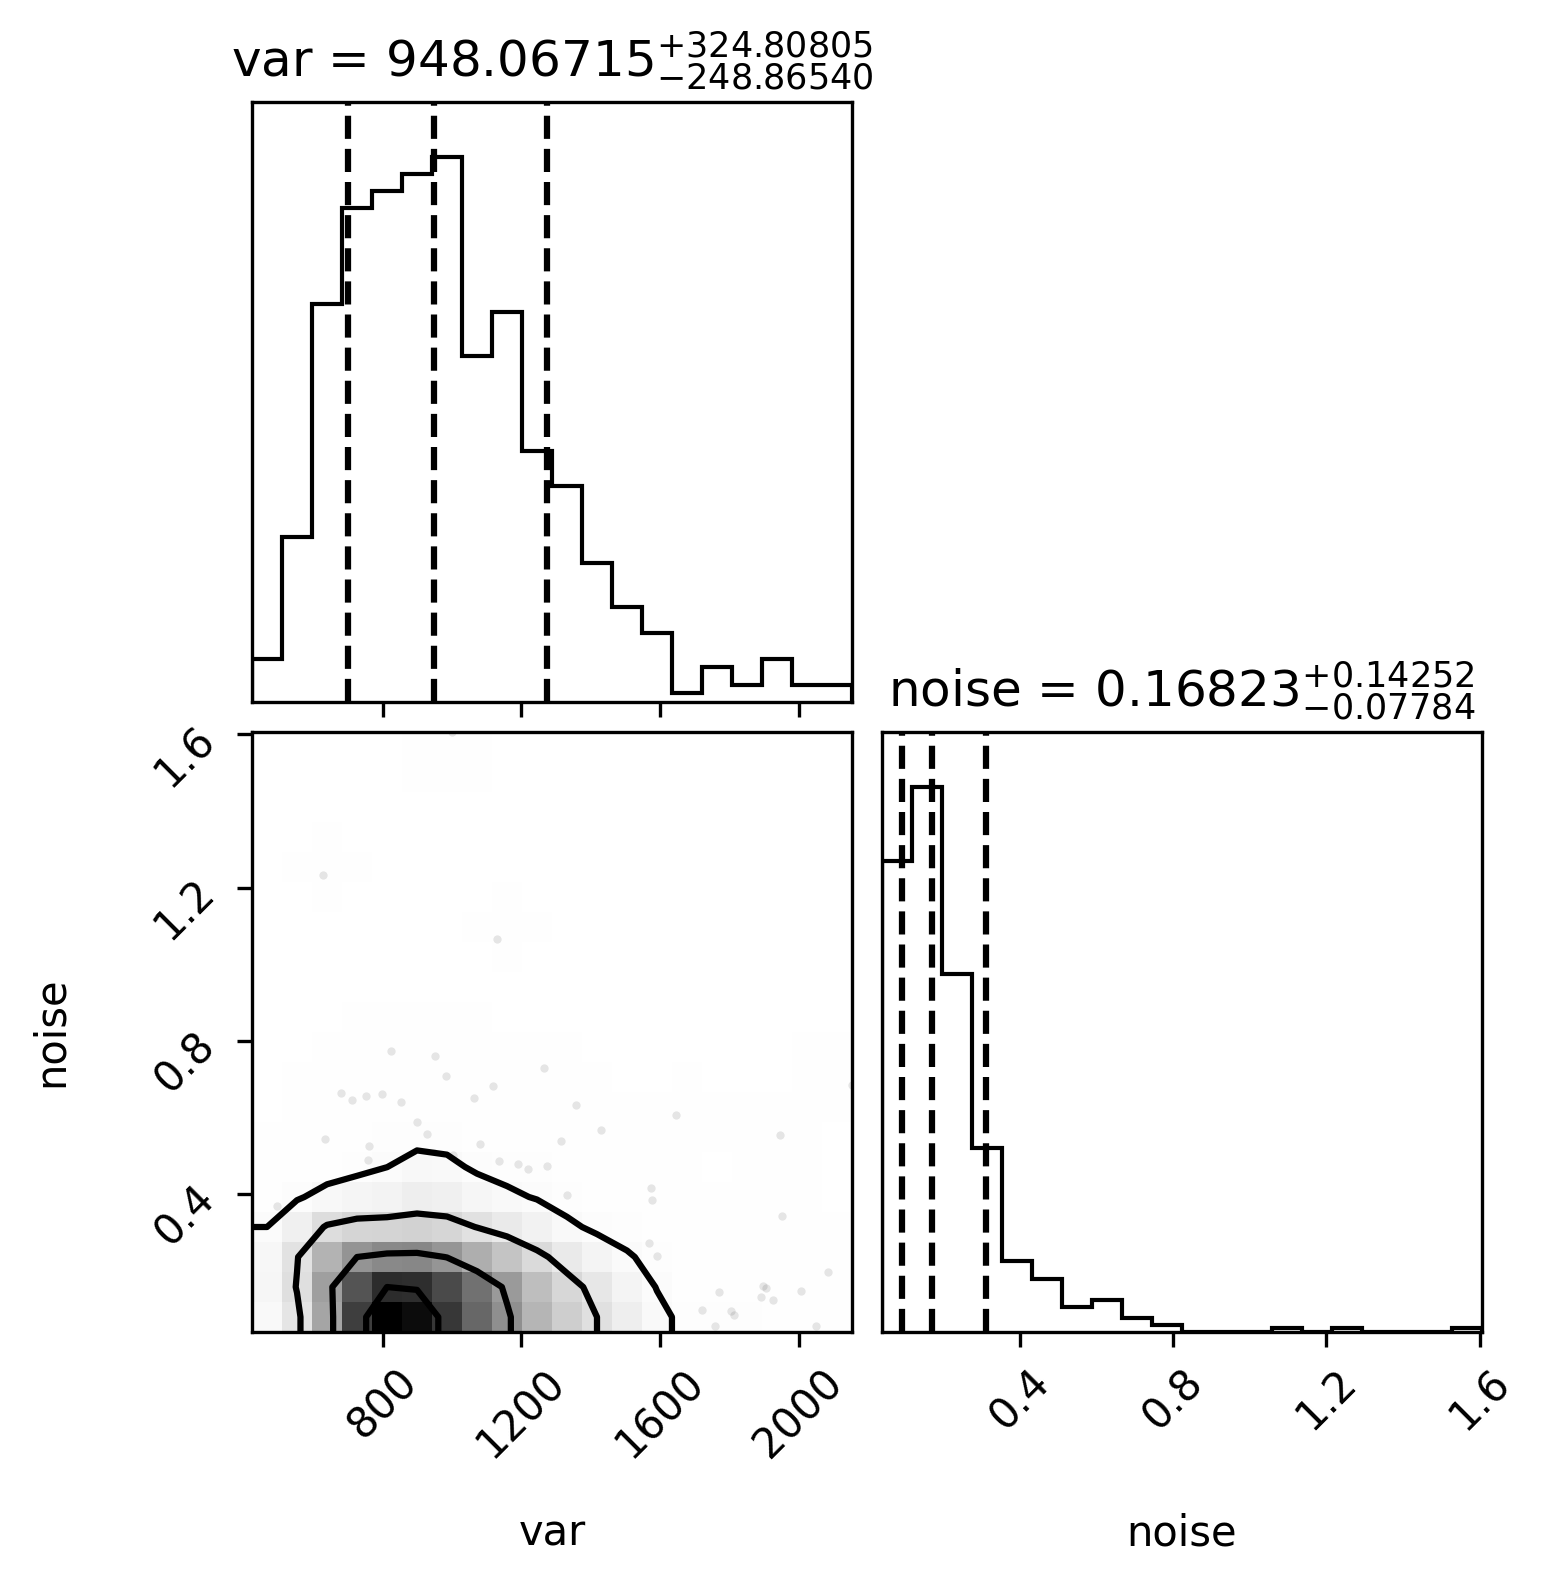 var = 948.06715+324.80805 −248.86540
noise = 0.16823+0.14252 −0.07784
1.6
1.2
0.8
0.4
noise
800 1200 1600 2000
0.4 0.8 1.2 1.6
var
noise